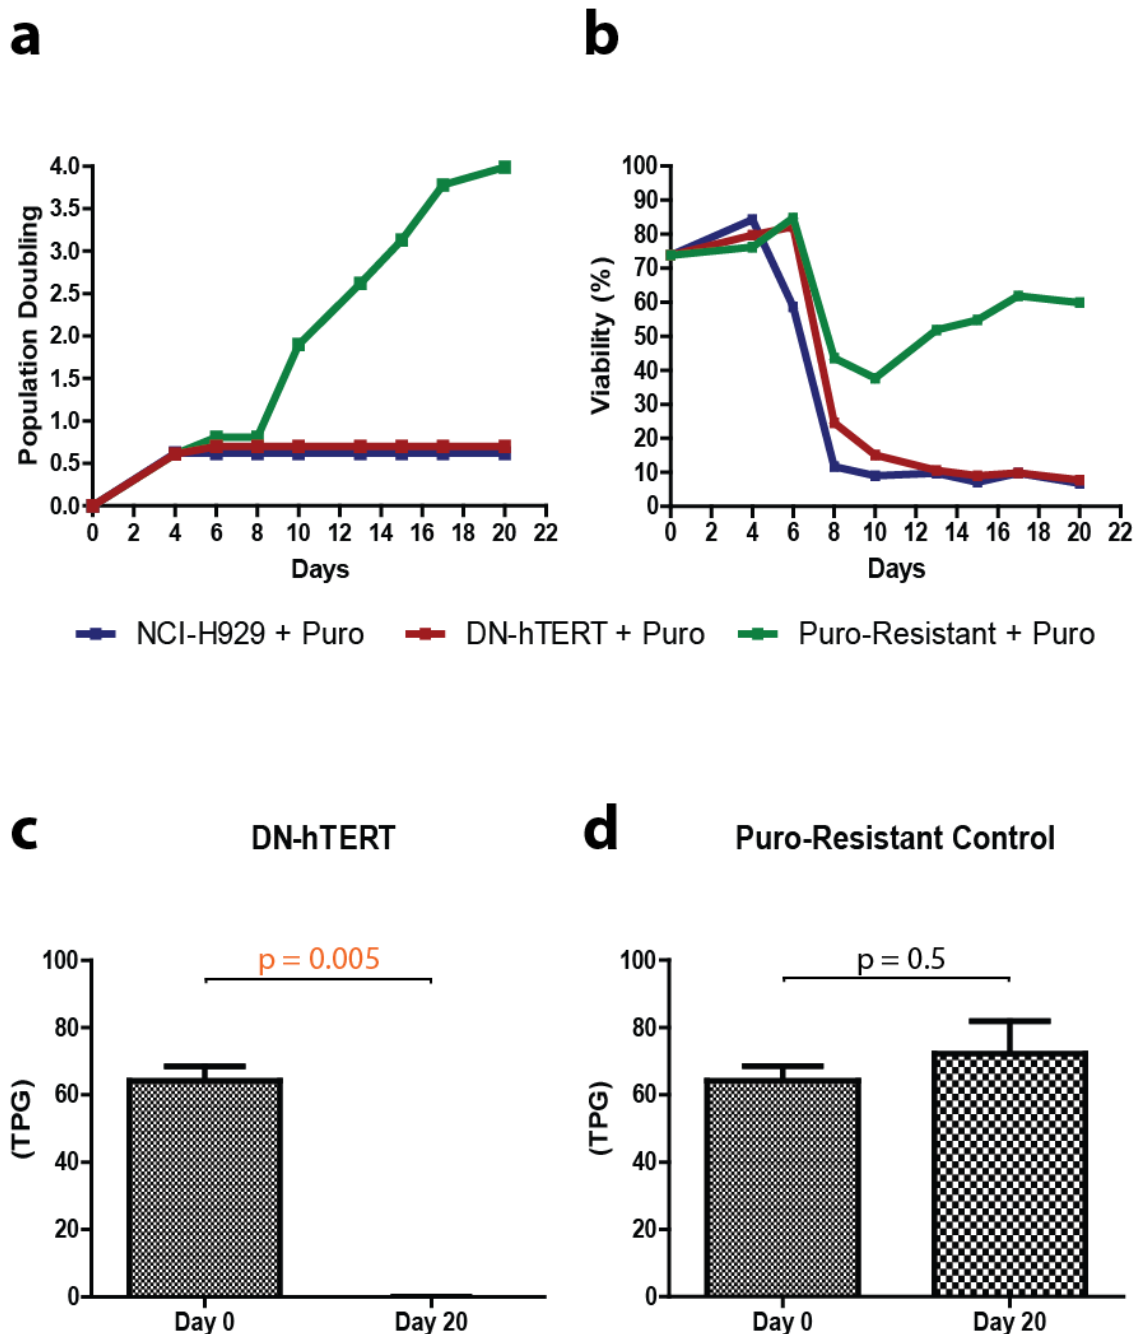 a
b
4.0
3.5
3.0
2.5
2.0
1.5
1.0
0.5
0.0
Population Doubling
0 2 4 6 8 10 12 14 16 18 20 22
Days
100
90
80
70
60
50
40
30
20
10
0
Viability (%)
0 2 4 6 8 10 12 14 16 18 20 22
Days
NCI-H929 + Puro DN-hTERT + Puro Puro-Resistant + Puro
c
DN-hTERT
p = 0.005
100
80
60
40
20
0
(TPG)
Day 0 Day 20
d
Puro-Resistant Control
p = 0.5
100
80
60
40
20
0
(TPG)
Day 0 Day 20